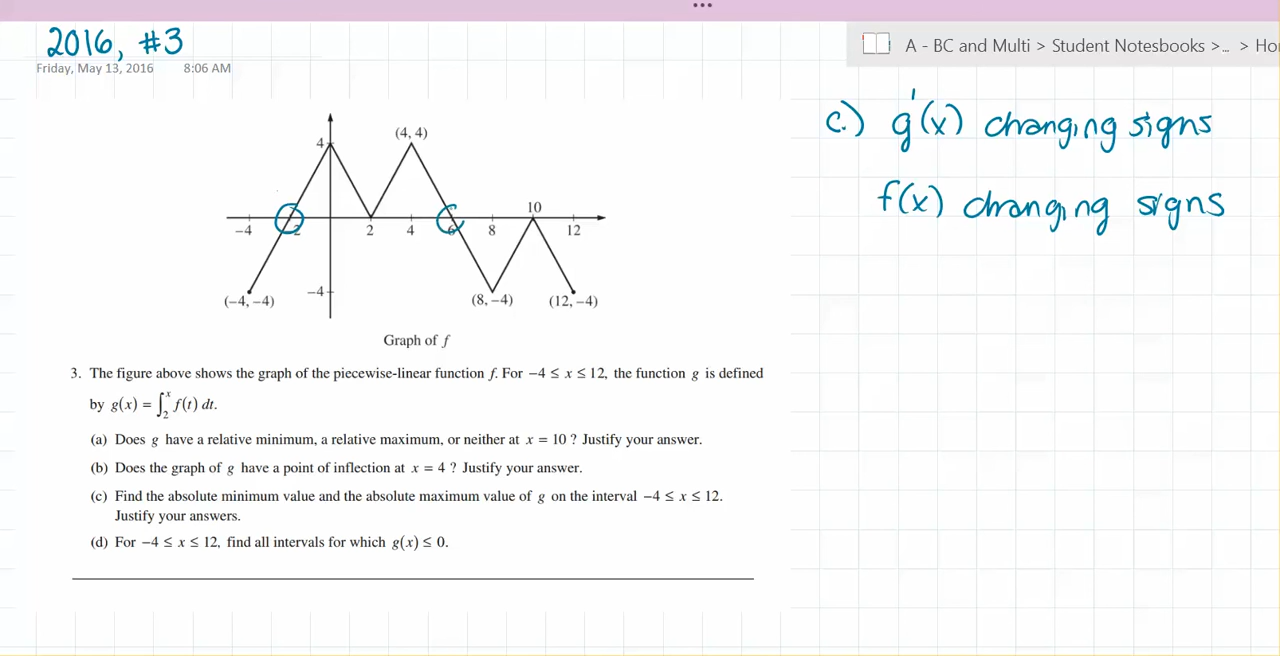 •••
2016, #3
Friday, May 13, 2016 8:06 AM
A - BC and Multi > Student Notesbooks >... > Ho
c.) g'(x) changing signs
f(x) changing signs
(4, 4)
4
10
−4 2 2 4 6 8 12
−4
(−4, −4) (8, −4) (12, −4)
Graph of f
3. The figure above shows the graph of the piecewise-linear function f. For −4 ≤ x ≤ 12, the function g is defined
by g(x) = ∫₂ˣ f(t) dt.
(a) Does g have a relative minimum, a relative maximum, or neither at x = 10 ? Justify your answer.
(b) Does the graph of g have a point of inflection at x = 4 ? Justify your answer.
(c) Find the absolute minimum value and the absolute maximum value of g on the interval −4 ≤ x ≤ 12.
Justify your answers.
(d) For −4 ≤ x ≤ 12, find all intervals for which g(x) ≤ 0.